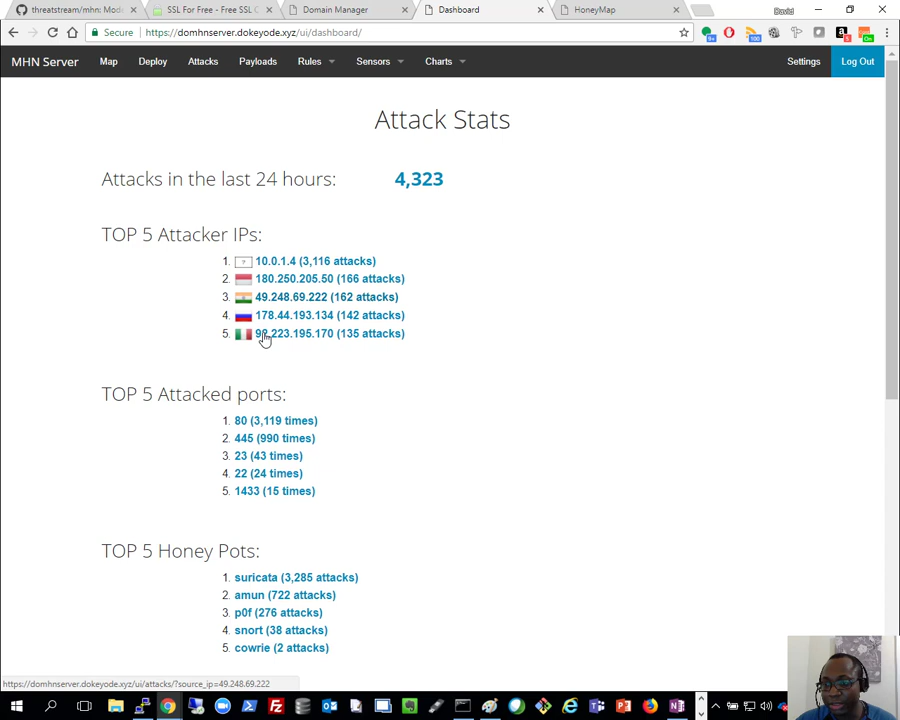 threatstream/mhn: Mod
SSL For Free - Free SSL C
Domain Manager
Dashboard
HoneyMap
David
Secure
https://domhnserver.dokeyode.xyz/ui/dashboard/
MHN Server
Map
Deploy
Attacks
Payloads
Rules
Sensors
Charts
Settings
Log Out
Attack Stats
Attacks in the last 24 hours: 4,323
TOP 5 Attacker IPs:
1. 10.0.1.4 (3,116 attacks)
2. 180.250.205.50 (166 attacks)
3. 49.248.69.222 (162 attacks)
4. 178.44.193.134 (142 attacks)
5. (135 attacks)
TOP 5 Attacked ports:
1. 80 (3,119 times)
2. 445 (990 times)
3. 23 (43 times)
4. 22 (24 times)
5. 1433 (15 times)
TOP 5 Honey Pots:
1. suricata (3,285 attacks)
2. amun (722 attacks)
3. p0f (276 attacks)
4. snort (38 attacks)
5. cowrie (2 attacks)
https://domhnserver.dokeyode.xyz/ui/attacks/?source_ip=49.248.69.222